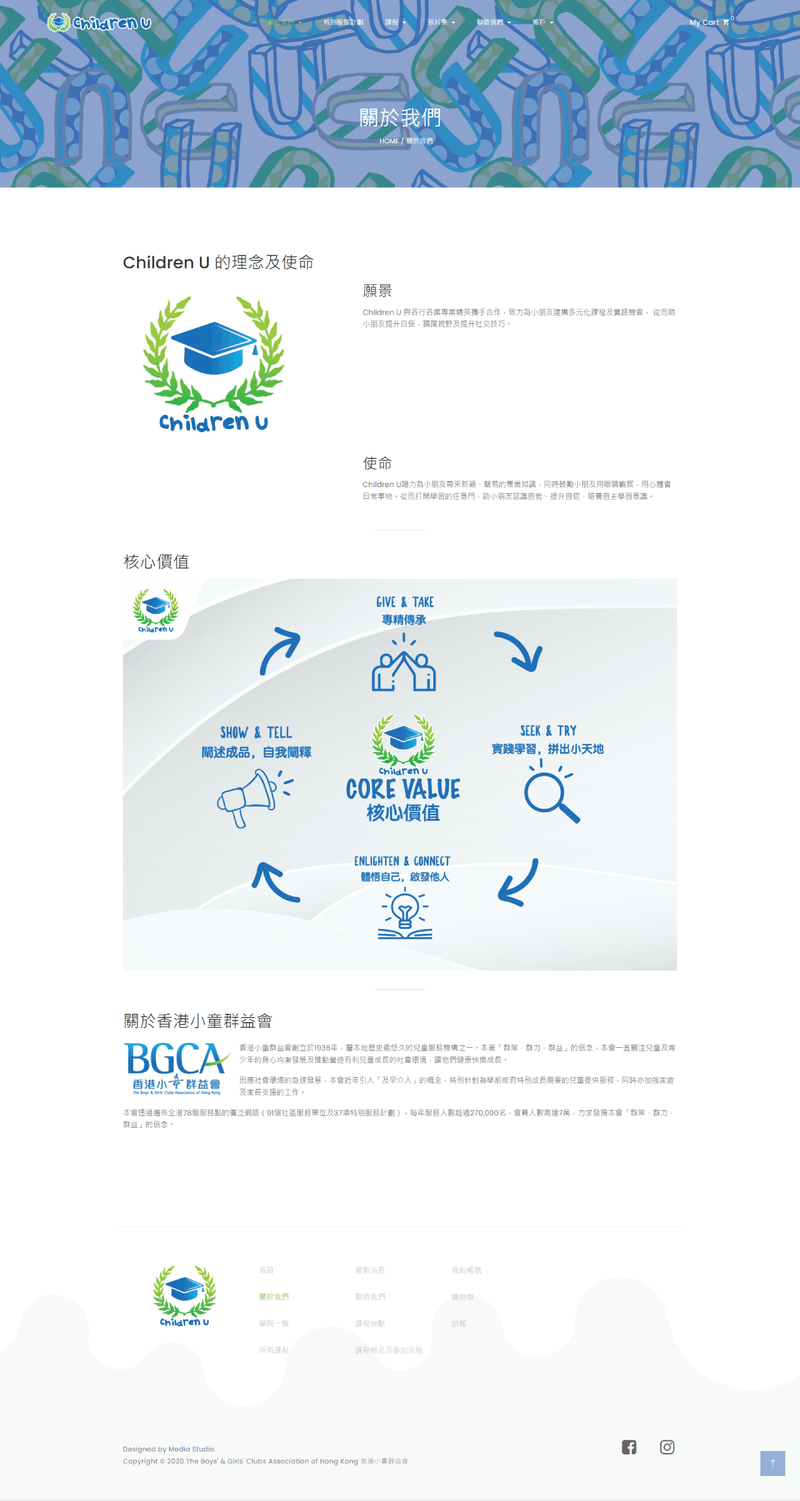 Children U
關於我們
特別服務計劃
課程
照片集
聯絡我們
帳戶
My Cart 0
關於我們
HOME / 關於我們
Children U 的理念及使命
Children U
願景
Children U 與各行各業專業精英攜手合作，致力為小朋友建構多元化課程及實踐機會， 從而助
小朋友提升自信，擴闊視野及提升社交技巧。
使命
Children U竭力為小朋友帶來新穎、簡易的專業知識，同時鼓勵小朋友用眼睛觀察，用心體會
日常事物。從而打開學習的任意門，助小朋友認識自我、提升自信，培養自主學習意識。
核心價值
Children U
GIVE & TAKE
專精傳承
SHOW & TELL
闡述成品，自我闡釋
SEEK & TRY
實踐學習，拼出小天地
Children U
CORE VALUE
核心價值
ENLIGHTEN & CONNECT
體悟自己，啟發他人
關於香港小童群益會
BGCA
香港小童群益會
The Boys' & Girls' Clubs Association of Hong Kong
香港小童群益會創立於1936年，屬本地歷史最悠久的兒童服務機構之一。本著「群策．群力．群益」的信念，本會一直關注兒童及青
少年的身心均衡發展及推動營造有利兒童成長的社會環境，讓他們健康快樂成長。
因應社會環境的急速發展，本會近年引入「及早介入」的概念，特別針對為學前或有特別成長需要的兒童提供服務，同時亦加強家庭
及家長支援的工作。
本會透過遍佈全港78個服務點的廣泛網絡（91個社區服務單位及37項特別服務計劃），每年服務人數超過270,000名，會員人數高達7萬，力求發揮本會「群策．群力．
群益」的信念。
Children U
首頁
最新消息
我的帳號
關於我們
聯絡我們
購物車
學院一覽
課程地點
結帳
所有課程
課程報名及參加流程
Designed by Media Studio.
Copyright © 2020 The Boys' & Girls' Clubs Association of Hong Kong 香港小童群益會